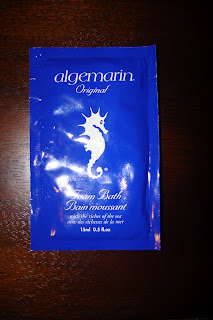 algemarin
Original
Foam Bath
Bain moussant
with the riches of the sea
avec des richesses de la mer
15ml 0.5 fl.oz